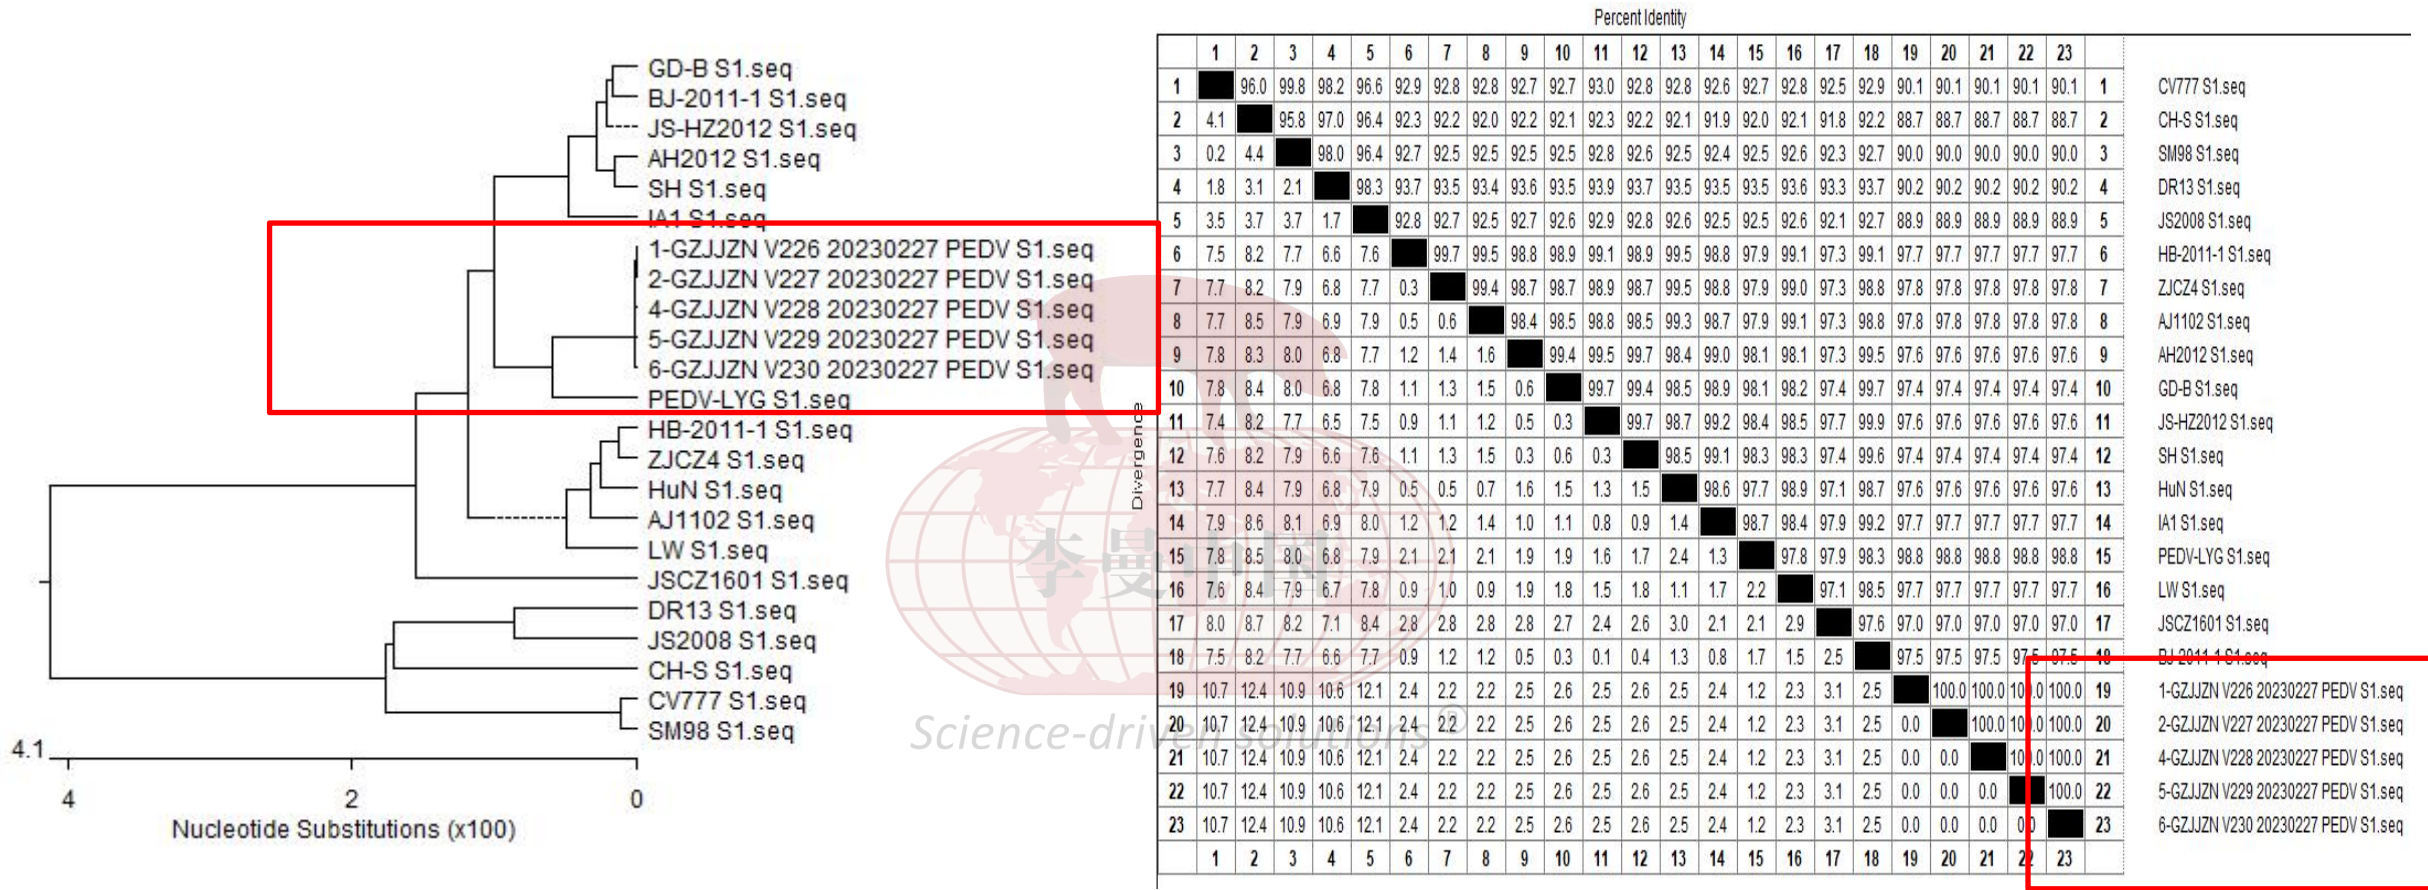 GD-B S1.seq
BJ-2011-1 S1.seq
JS-HZ2012 S1.seq
AH2012 S1.seq
SH S1.seq
IA1 S1.seq
1-GZJJZN V226 20230227 PEDV S1.seq
2-GZJJZN V227 20230227 PEDV S1.seq
4-GZJJZN V228 20230227 PEDV S1.seq
5-GZJJZN V229 20230227 PEDV S1.seq
6-GZJJZN V230 20230227 PEDV S1.seq
PEDV-LYG S1.seq
HB-2011-1 S1.seq
ZJCZ4 S1.seq
HuN S1.seq
AJ1102 S1.seq
LW S1.seq
JSCZ1601 S1.seq
DR13 S1.seq
JS2008 S1.seq
CH-S S1.seq
CV777 S1.seq
SM98 S1.seq
4.1
4 2 0
Nucleotide Substitutions (x100)
Percent Identity
Divergence
1 2 3 4 5 6 7 8 9 10 11 12 13 14 15 16 17 18 19 20 21 22 23
1 96.0 99.8 98.2 96.6 92.9 92.8 92.8 92.7 92.7 93.0 92.8 92.8 92.6 92.7 92.8 92.5 92.9 90.1 90.1 90.1 90.1 90.1 1 CV777 S1.seq
2 4.1 95.8 97.0 96.4 92.3 92.2 92.0 92.2 92.1 92.3 92.2 92.1 91.9 92.0 92.1 91.8 92.2 88.7 88.7 88.7 88.7 88.7 2 CH-S S1.seq
3 0.2 4.4 98.0 96.4 92.7 92.5 92.5 92.5 92.5 92.8 92.6 92.5 92.4 92.5 92.6 92.3 92.7 90.0 90.0 90.0 90.0 90.0 3 SM98 S1.seq
4 1.8 3.1 2.1 98.3 93.7 93.5 93.4 93.6 93.5 93.9 93.7 93.5 93.5 93.5 93.6 93.3 93.7 90.2 90.2 90.2 90.2 90.2 4 DR13 S1.seq
5 3.5 3.7 3.7 1.7 92.8 92.7 92.5 92.7 92.6 92.9 92.8 92.6 92.5 92.5 92.6 92.1 92.7 88.9 88.9 88.9 88.9 88.9 5 JS2008 S1.seq
6 7.5 8.2 7.7 6.6 7.6 99.7 99.5 98.8 98.9 99.1 98.9 99.5 98.8 97.9 99.1 97.3 99.1 97.7 97.7 97.7 97.7 97.7 6 HB-2011-1 S1.seq
7 7.7 8.2 7.9 6.8 7.7 0.3 99.4 98.7 98.7 98.9 98.7 99.5 98.8 97.9 99.0 97.3 98.8 97.8 97.8 97.8 97.8 97.8 7 ZJCZ4 S1.seq
8 7.7 8.5 7.9 6.9 7.9 0.5 0.6 98.4 98.5 98.8 98.5 99.3 98.7 97.9 99.1 97.3 98.8 97.8 97.8 97.8 97.8 97.8 8 AJ1102 S1.seq
9 7.8 8.3 8.0 6.8 7.7 1.2 1.4 1.6 99.4 99.5 99.7 98.4 99.0 98.1 98.1 97.3 99.5 97.6 97.6 97.6 97.6 97.6 9 AH2012 S1.seq
10 7.8 8.4 8.0 6.8 7.8 1.1 1.3 1.5 0.6 99.7 99.4 98.5 98.9 98.1 98.2 97.4 99.7 97.4 97.4 97.4 97.4 97.4 10 GD-B S1.seq
11 7.4 8.2 7.7 6.5 7.5 0.9 1.1 1.2 0.5 0.3 99.7 98.7 99.2 98.4 98.5 97.7 99.9 97.6 97.6 97.6 97.6 97.6 11 JS-HZ2012 S1.seq
12 7.6 8.2 7.9 6.6 7.6 1.1 1.3 1.5 0.3 0.6 0.3 98.5 99.1 98.3 98.3 97.4 99.6 97.4 97.4 97.4 97.4 97.4 12 SH S1.seq
13 7.7 8.4 7.9 6.8 7.9 0.5 0.5 0.7 1.6 1.5 1.3 1.5 98.6 97.7 98.9 97.1 98.7 97.6 97.6 97.6 97.6 97.6 13 HuN S1.seq
14 7.9 8.6 8.1 6.9 8.0 1.2 1.2 1.4 1.0 1.1 0.8 0.9 1.4 98.7 98.4 97.9 99.2 97.7 97.7 97.7 97.7 97.7 14 IA1 S1.seq
15 7.8 8.5 8.0 6.8 7.9 2.1 2.1 2.1 1.9 1.9 1.6 1.7 2.4 1.3 97.8 97.9 98.3 98.8 98.8 98.8 98.8 98.8 15 PEDV-LYG S1.seq
16 7.6 8.4 7.9 6.7 7.8 0.9 1.0 0.9 1.9 1.8 1.5 1.8 1.1 1.7 2.2 97.1 98.5 97.7 97.7 97.7 97.7 97.7 16 LW S1.seq
17 8.0 8.7 8.2 7.1 8.4 2.8 2.8 2.8 2.8 2.7 2.4 2.6 3.0 2.1 2.1 2.9 97.6 97.0 97.0 97.0 97.0 97.0 17 JSCZ1601 S1.seq
18 7.5 8.2 7.7 6.6 7.7 0.9 1.2 1.2 0.5 0.3 0.1 0.4 1.3 0.8 1.7 1.5 2.5 97.5 97.5 97.5 97.5 97.5 18 BJ-2011-1 S1.seq
19 10.7 12.4 10.9 10.6 12.1 2.4 2.2 2.2 2.5 2.6 2.5 2.6 2.5 2.4 1.2 2.3 3.1 2.5 100.0 100.0 100.0 100.0 19 1-GZJJZN V226 20230227 PEDV S1.seq
20 10.7 12.4 10.9 10.6 12.1 2.4 2.2 2.2 2.5 2.6 2.5 2.6 2.5 2.4 1.2 2.3 3.1 2.5 0.0 100.0 100.0 100.0 20 2-GZJJZN V227 20230227 PEDV S1.seq
21 10.7 12.4 10.9 10.6 12.1 2.4 2.2 2.2 2.5 2.6 2.5 2.6 2.5 2.4 1.2 2.3 3.1 2.5 0.0 0.0 100.0 100.0 21 4-GZJJZN V228 20230227 PEDV S1.seq
22 10.7 12.4 10.9 10.6 12.1 2.4 2.2 2.2 2.5 2.6 2.5 2.6 2.5 2.4 1.2 2.3 3.1 2.5 0.0 0.0 0.0 100.0 22 5-GZJJZN V229 20230227 PEDV S1.seq
23 10.7 12.4 10.9 10.6 12.1 2.4 2.2 2.2 2.5 2.6 2.5 2.6 2.5 2.4 1.2 2.3 3.1 2.5 0.0 0.0 0.0 0.0 23 6-GZJJZN V230 20230227 PEDV S1.seq
1 2 3 4 5 6 7 8 9 10 11 12 13 14 15 16 17 18 19 20 21 22 23
李曼中国
Science-driven solutions®